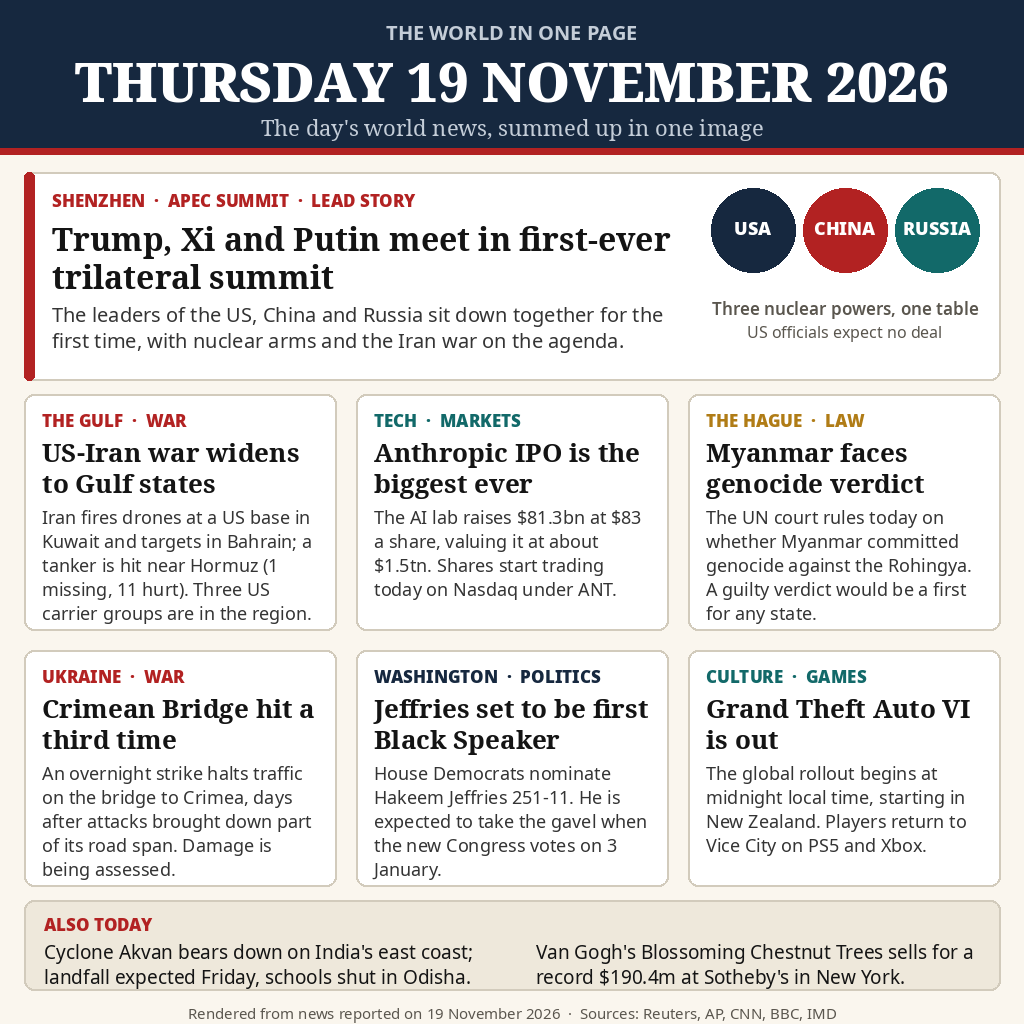 THE WORLD IN ONE PAGE
THURSDAY 19 NOVEMBER 2026
The day's world news, summed up in one image
SHENZHEN · APEC SUMMIT · LEAD STORY
Trump, Xi and Putin meet in first-ever
trilateral summit
The leaders of the US, China and Russia sit down together for the
first time, with nuclear arms and the Iran war on the agenda.
USA
CHINA
RUSSIA
Three nuclear powers, one table
US officials expect no deal
THE GULF · WAR
US-Iran war widens
to Gulf states
Iran fires drones at a US base in
Kuwait and targets in Bahrain; a
tanker is hit near Hormuz (1
missing, 11 hurt). Three US
carrier groups are in the region.
TECH · MARKETS
Anthropic IPO is the
biggest ever
The AI lab raises $81.3bn at $83
a share, valuing it at about
$1.5tn. Shares start trading
today on Nasdaq under ANT.
THE HAGUE · LAW
Myanmar faces
genocide verdict
The UN court rules today on
whether Myanmar committed
genocide against the Rohingya.
A guilty verdict would be a first
for any state.
UKRAINE · WAR
Crimean Bridge hit a
third time
An overnight strike halts traffic
on the bridge to Crimea, days
after attacks brought down part
of its road span. Damage is
being assessed.
WASHINGTON · POLITICS
Jeffries set to be first
Black Speaker
House Democrats nominate
Hakeem Jeffries 251-11. He is
expected to take the gavel when
the new Congress votes on 3
January.
CULTURE · GAMES
Grand Theft Auto VI
is out
The global rollout begins at
midnight local time, starting in
New Zealand. Players return to
Vice City on PS5 and Xbox.
ALSO TODAY
Cyclone Akvan bears down on India's east coast;
landfall expected Friday, schools shut in Odisha.
Van Gogh's Blossoming Chestnut Trees sells for a
record $190.4m at Sotheby's in New York.
Rendered from news reported on 19 November 2026 · Sources: Reuters, AP, CNN, BBC, IMD